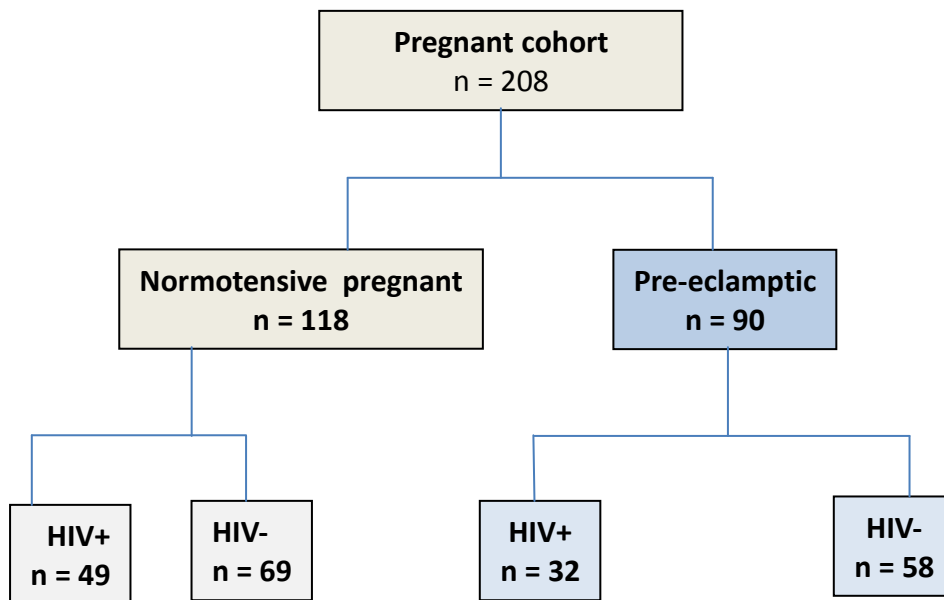 Pregnant cohort
n = 208
Normotensive pregnant
n = 118
Pre-eclamptic
n = 90
HIV+
n = 49
HIV-
n = 69
HIV+
n = 32
HIV-
n = 58